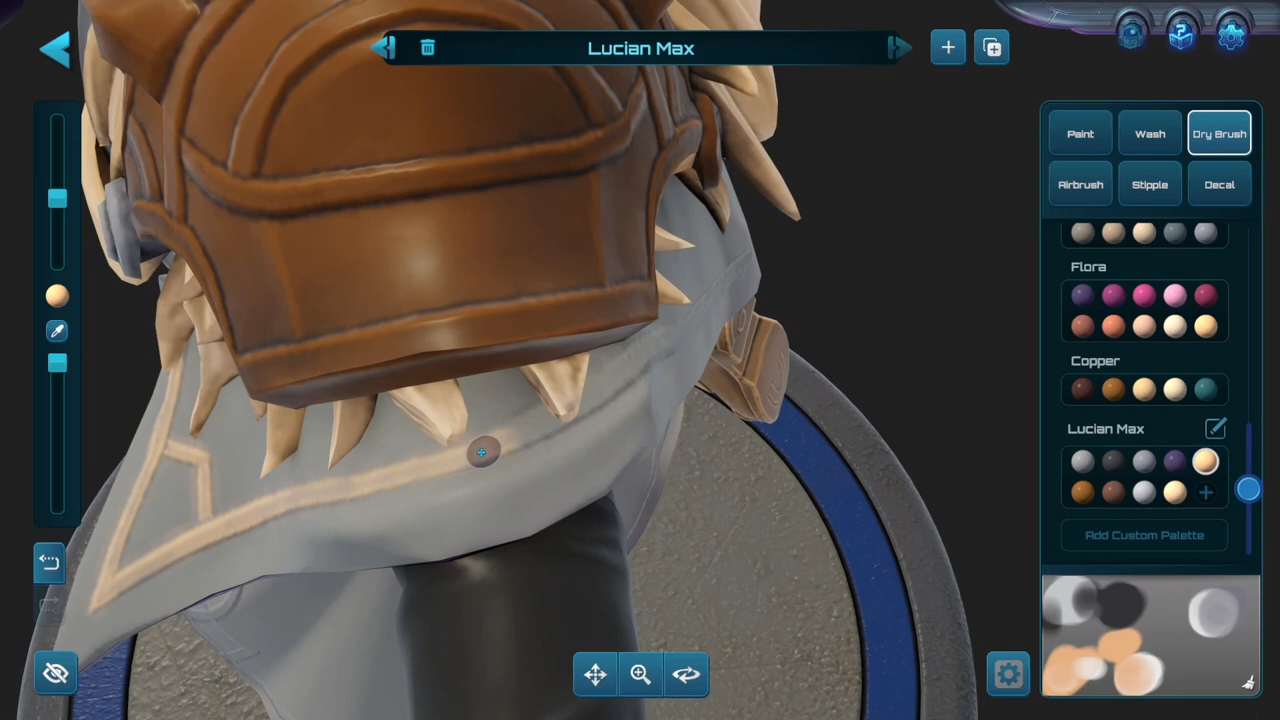 Lucian Max
Paint
Wash
Dry Brush
Airbrush
Stipple
Decal
Flora
Copper
Lucian Max
Add Custom Palette